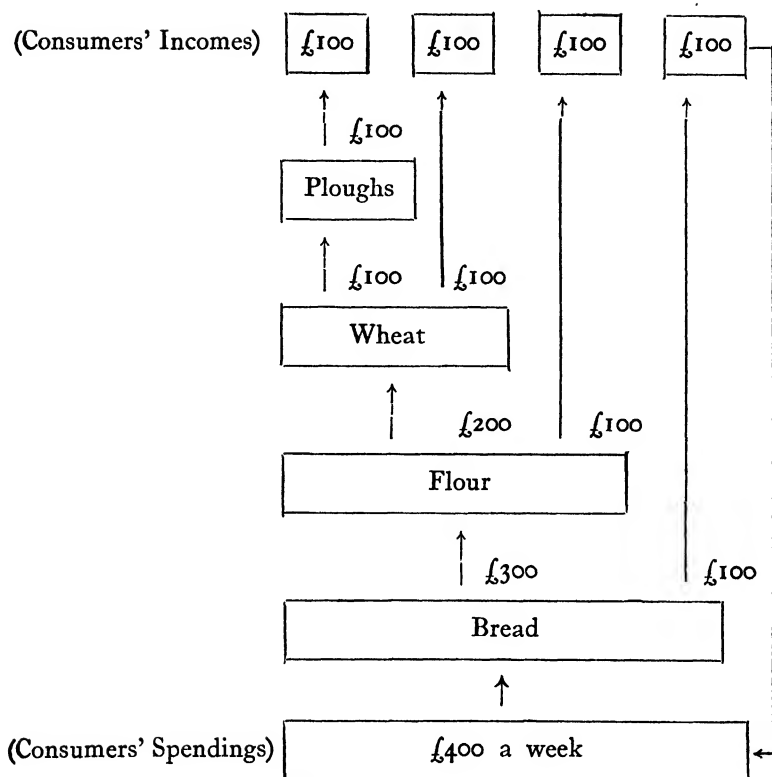 (Consumers' Incomes) £100 £100 £100 £100
£100
Ploughs
£100 £100
Wheat
£200 £100
Flour
£300 £100
Bread
(Consumers' Spendings) £400 a week